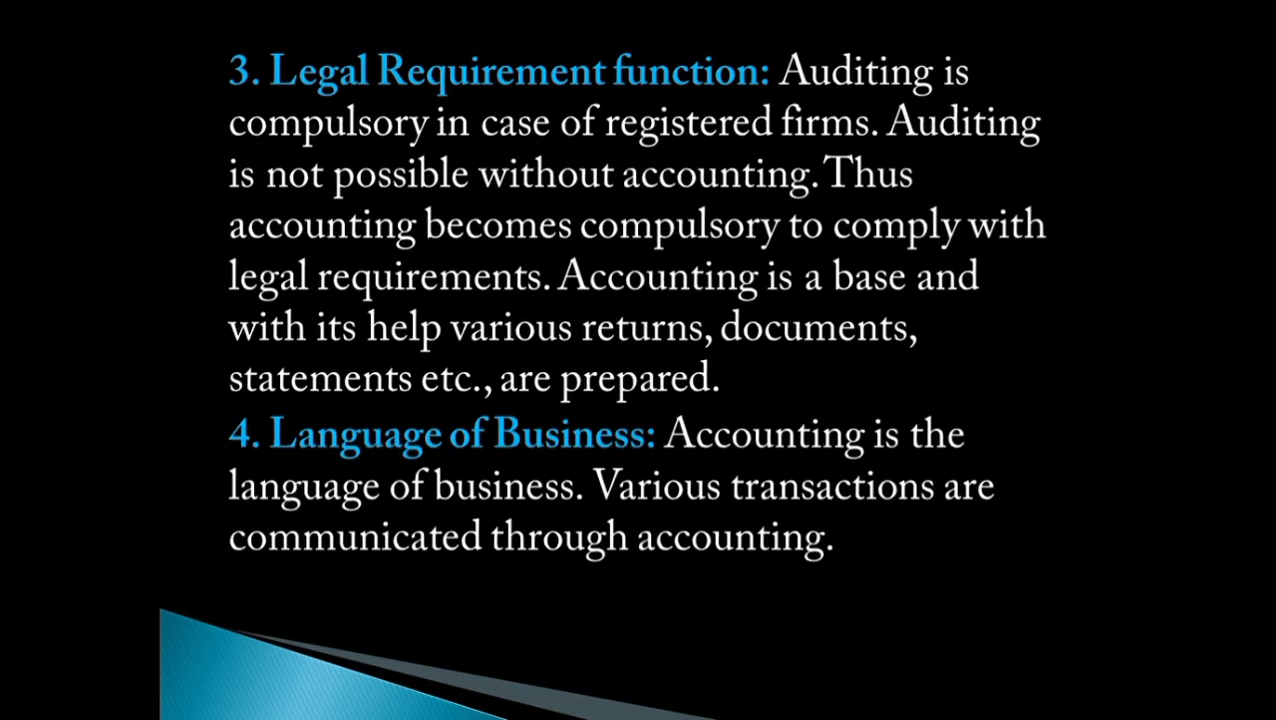 3. Legal Requirement function: Auditing is
compulsory in case of registered firms. Auditing
is not possible without accounting. Thus
accounting becomes compulsory to comply with
legal requirements. Accounting is a base and
with its help various returns, documents,
statements etc., are prepared.
4. Language of Business: Accounting is the
language of business. Various transactions are
communicated through accounting.